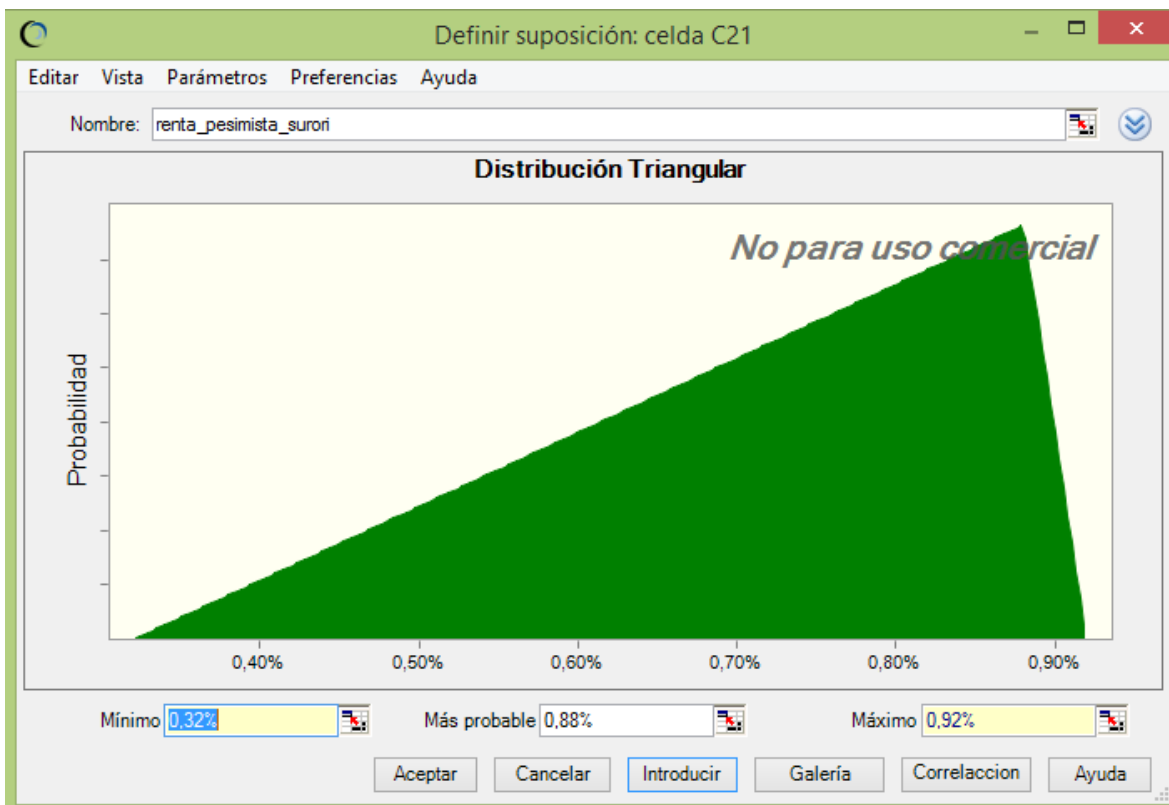 Definir suposición: celda C21
Editar Vista Parámetros Preferencias Ayuda
Nombre: renta_pesimista_surori
Distribución Triangular
No para uso comercial
Probabilidad
0,40% 0,50% 0,60% 0,70% 0,80% 0,90%
Mínimo 0,32% Más probable 0,88% Máximo 0,92%
Aceptar Cancelar Introducir Galería Correlaccion Ayuda